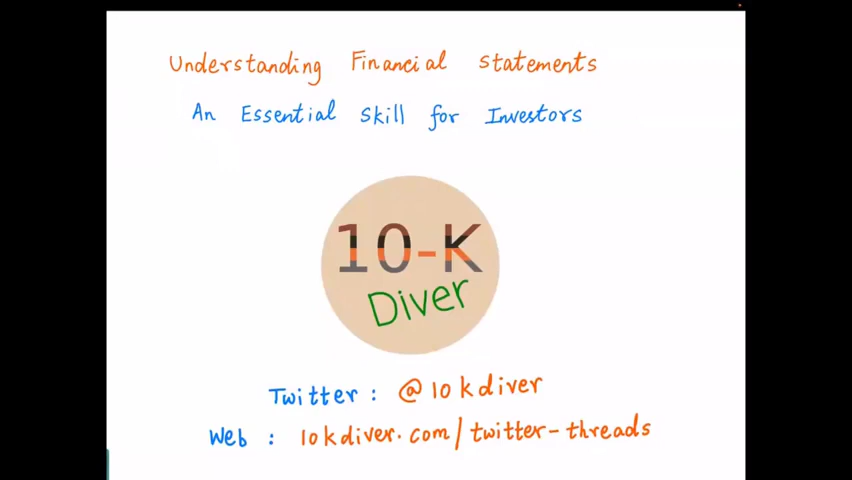 Understanding Financial Statements
An Essential Skill for Investors
10-K
Diver
Twitter : @10kdiver
Web : 10kdiver.com/twitter-threads